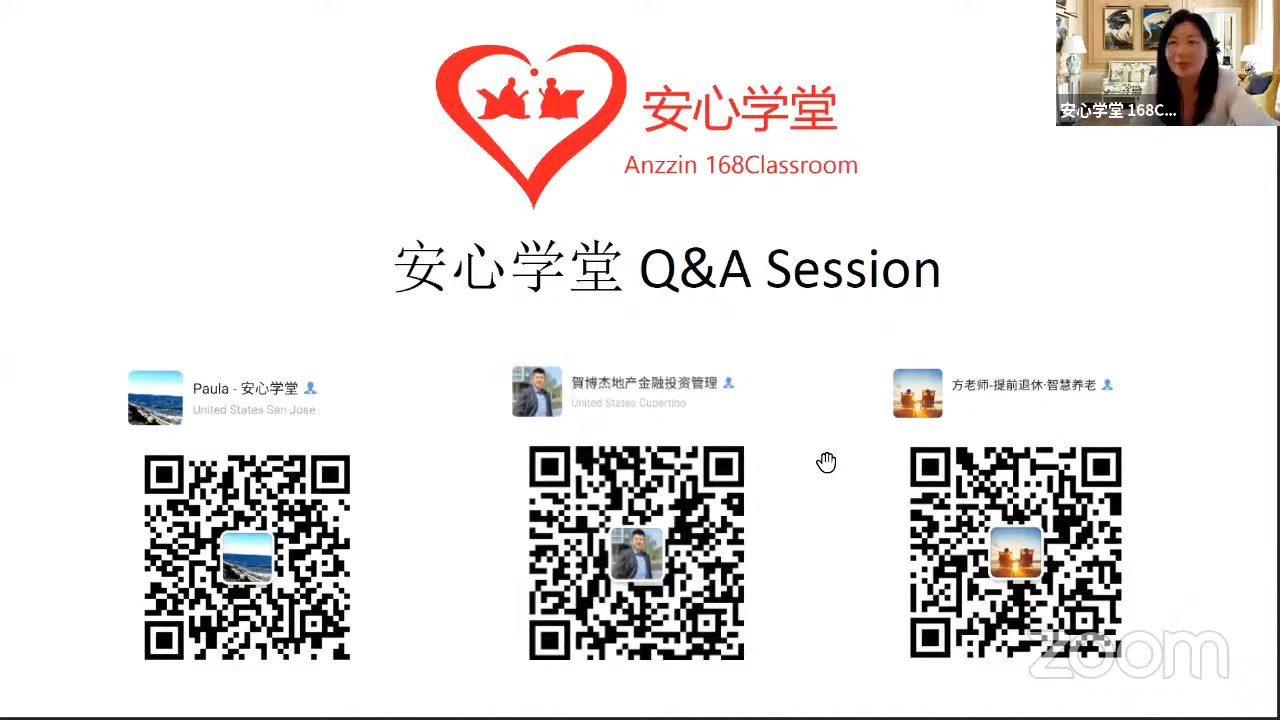 安心学堂
Anzzin 168Classroom
安心学堂 168C...
安心学堂 Q&A Session
Paula - 安心学堂
United States San Jose
賀博杰地产金融投资管理
United States Cupertino
方老师-提前退休·智慧养老
zoom